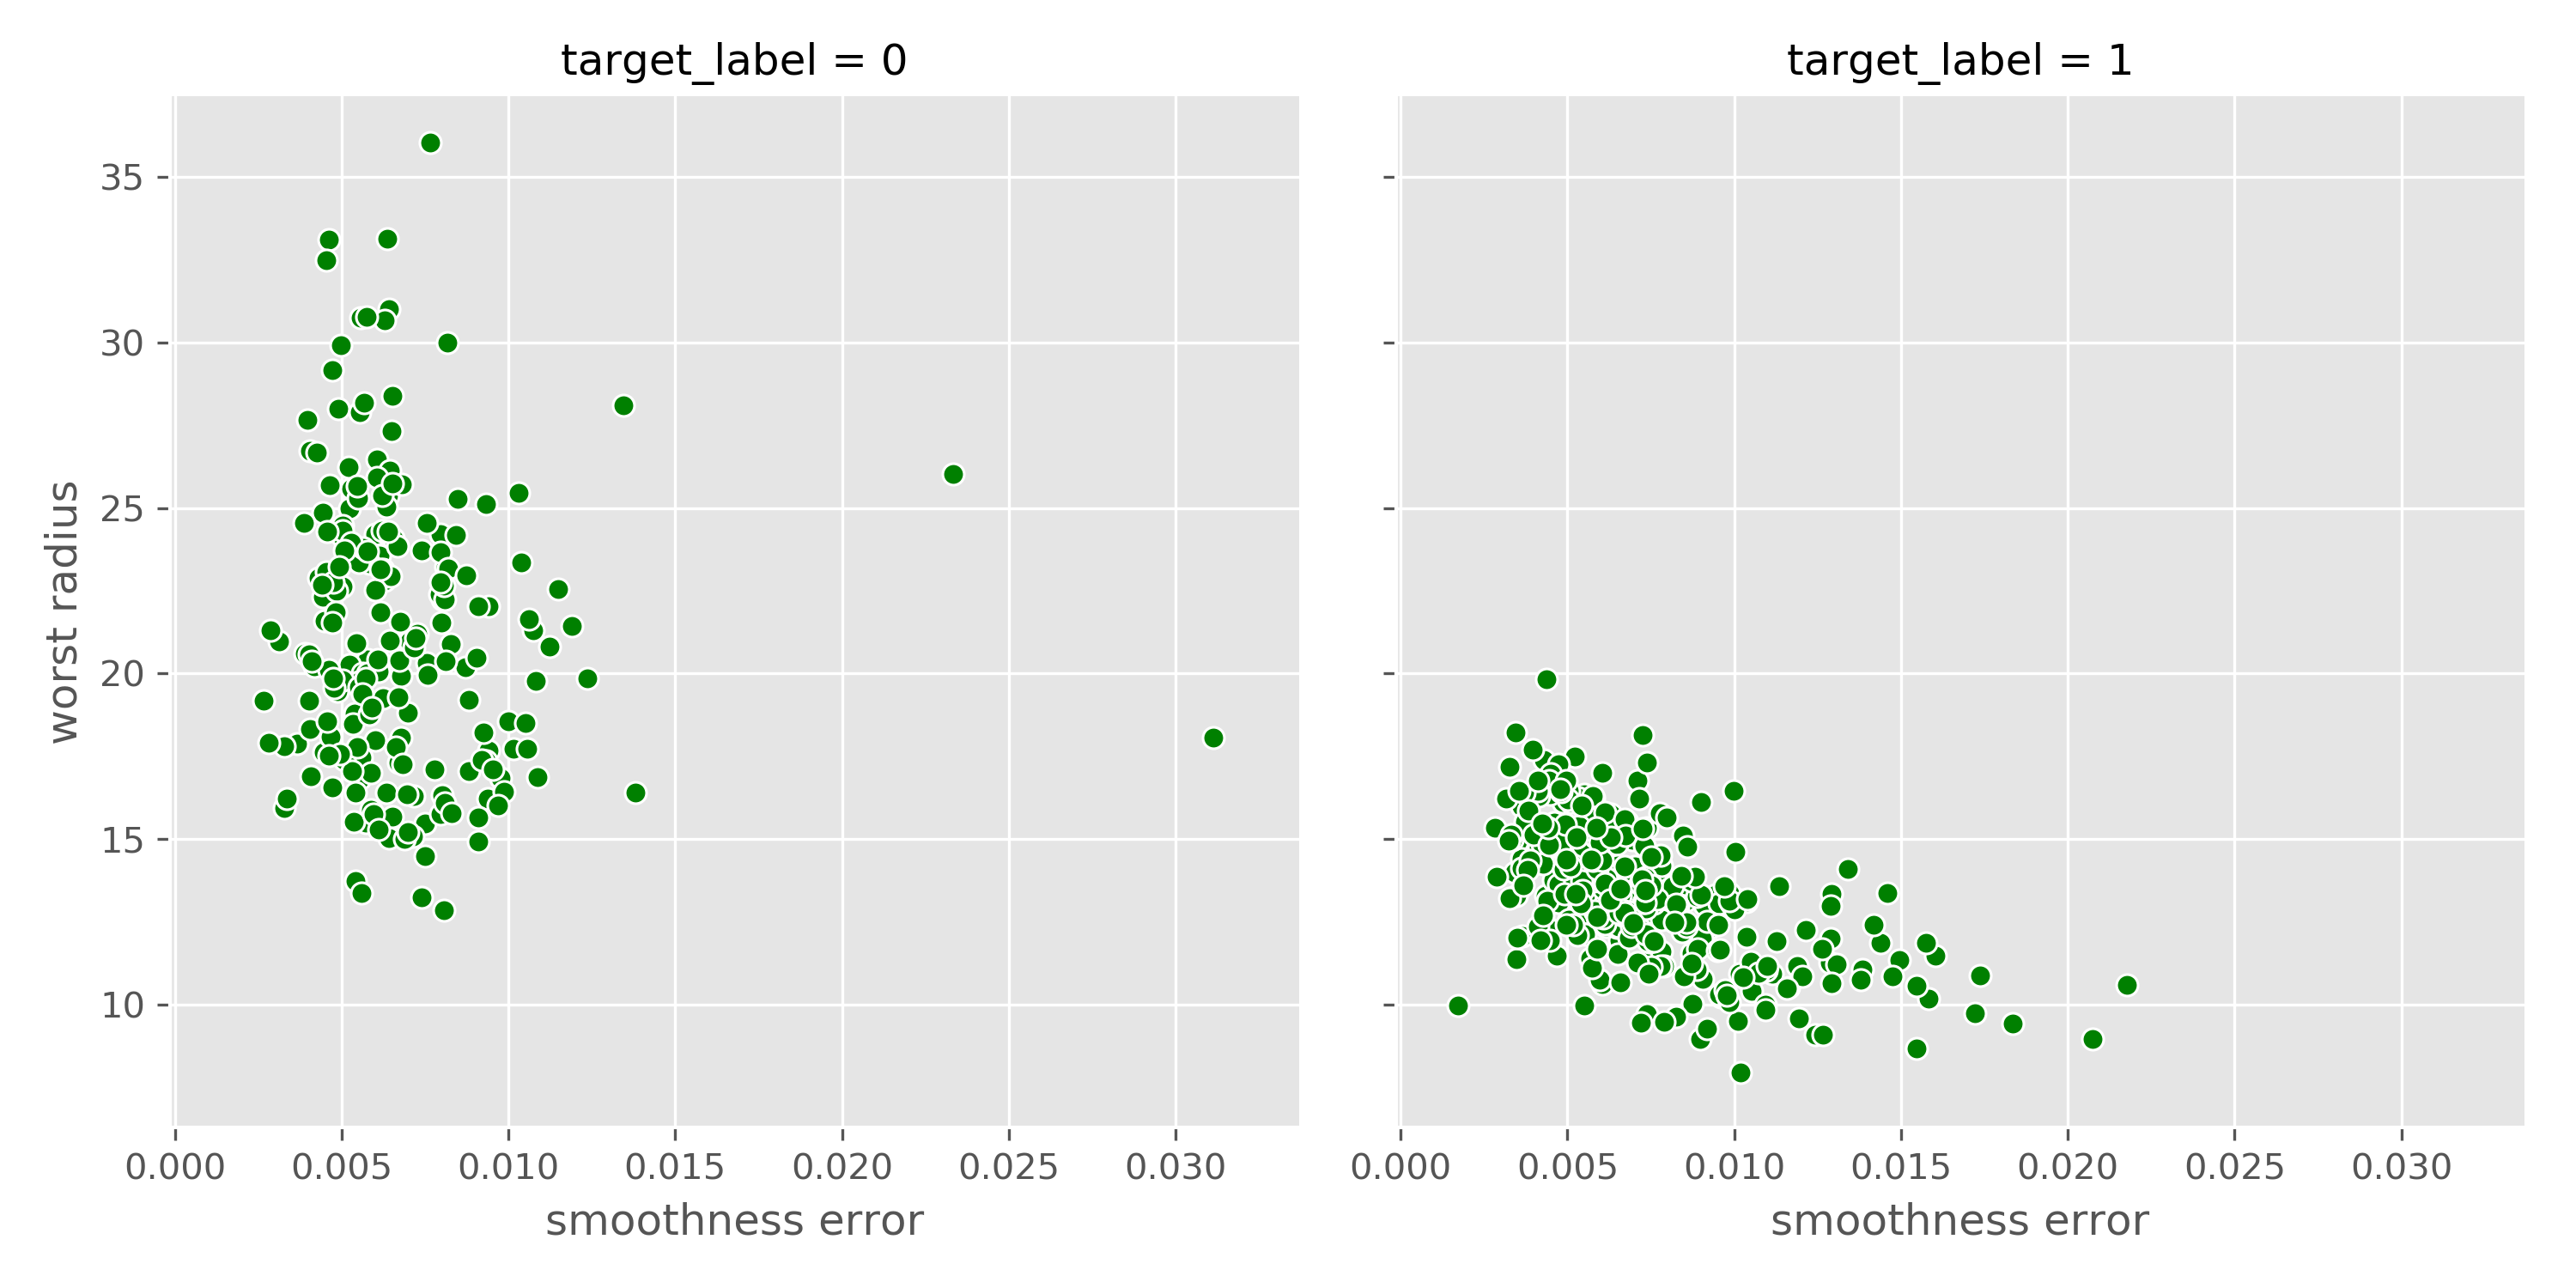 target_label = 0
target_label = 1
worst radius
35
30
25
20
15
10
0.000 0.005 0.010 0.015 0.020 0.025 0.030
0.000 0.005 0.010 0.015 0.020 0.025 0.030
smoothness error
smoothness error